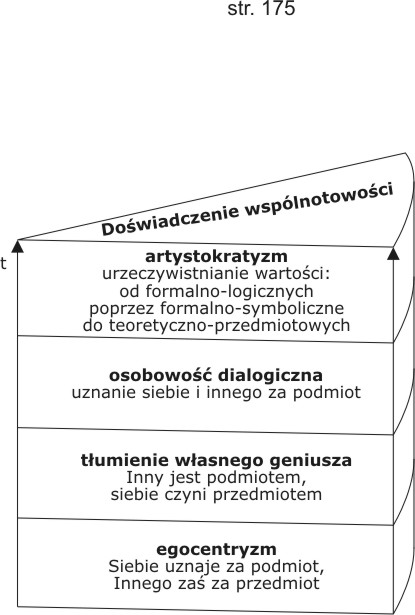 str. 175
Doświadczenie wspólnotowości
t
artystokratyzm
urzeczywistnianie wartości:
od formalno-logicznych
poprzez formalno-symboliczne
do teoretyczno-przedmiotowych
osobowość dialogiczna
uznanie siebie i innego za podmiot
tłumienie własnego geniusza
Inny jest podmiotem,
siebie czyni przedmiotem
egocentryzm
Siebie uznaje za podmiot,
Innego zaś za przedmiot